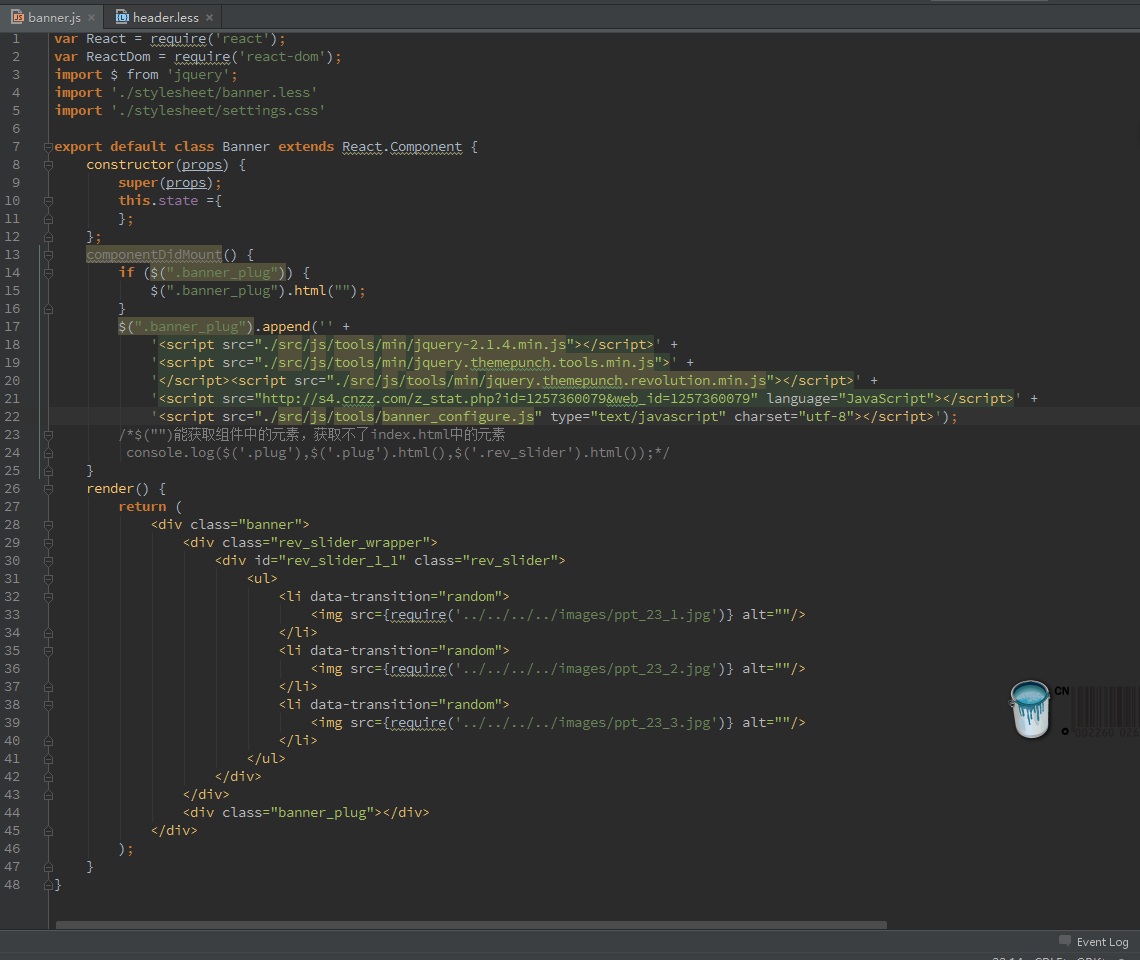 banner.js
header.less
1 var React = require('react');
2 var ReactDom = require('react-dom');
3 import $ from 'jquery';
4 import './stylesheet/banner.less'
5 import './stylesheet/settings.css'
6
7 export default class Banner extends React.Component {
8 constructor(props) {
9 super(props);
10 this.state ={
11 };
12 };
13 componentDidMount() {
14 if ($(".banner_plug")) {
15 $(".banner_plug").html("");
16 }
17 $(".banner_plug").append('' +
18 '<script src="./src/js/tools/min/jquery-2.1.4.min.js"></script>' +
19 '<script src="./src/js/tools/min/jquery.themepunch.tools.min.js">' +
20 '</script><script src="./src/js/tools/min/jquery.themepunch.revolution.min.js"></script>' +
21 '<script src="http://s4.cnzz.com/z_stat.php?id=1257360079&web_id=1257360079" language="JavaScript"></script>' +
22 '<script src="./src/js/tools/banner_configure.js" type="text/javascript" charset="utf-8"></script>');
23 /*$("")能获取组件中的元素，获取不了index.html中的元素
24 console.log($('.plug'),$('.plug').html(),$('.rev_slider').html());*/
25 }
26 render() {
27 return (
28 <div class="banner">
29 <div class="rev_slider_wrapper">
30 <div id="rev_slider_1_1" class="rev_slider">
31 <ul>
32 <li data-transition="random">
33 <img src={require('../../../../images/ppt_23_1.jpg')} alt=""/>
34 </li>
35 <li data-transition="random">
36 <img src={require('../../../../images/ppt_23_2.jpg')} alt=""/>
37 </li>
38 <li data-transition="random">
39 <img src={require('../../../../images/ppt_23_3.jpg')} alt=""/>
40 </li>
41 </ul>
42 </div>
43 </div>
44 <div class="banner_plug"></div>
45 </div>
46 );
47 }
48 }
CN
Event Log